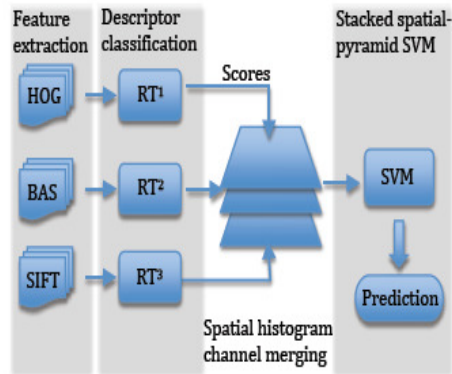 Feature
extraction
Descriptor
classification
Stacked spatial-
pyramid SVM
HOG
RT1
Scores
BAS
RT2
SVM
SIFT
RT3
Prediction
Spatial histogram
channel merging